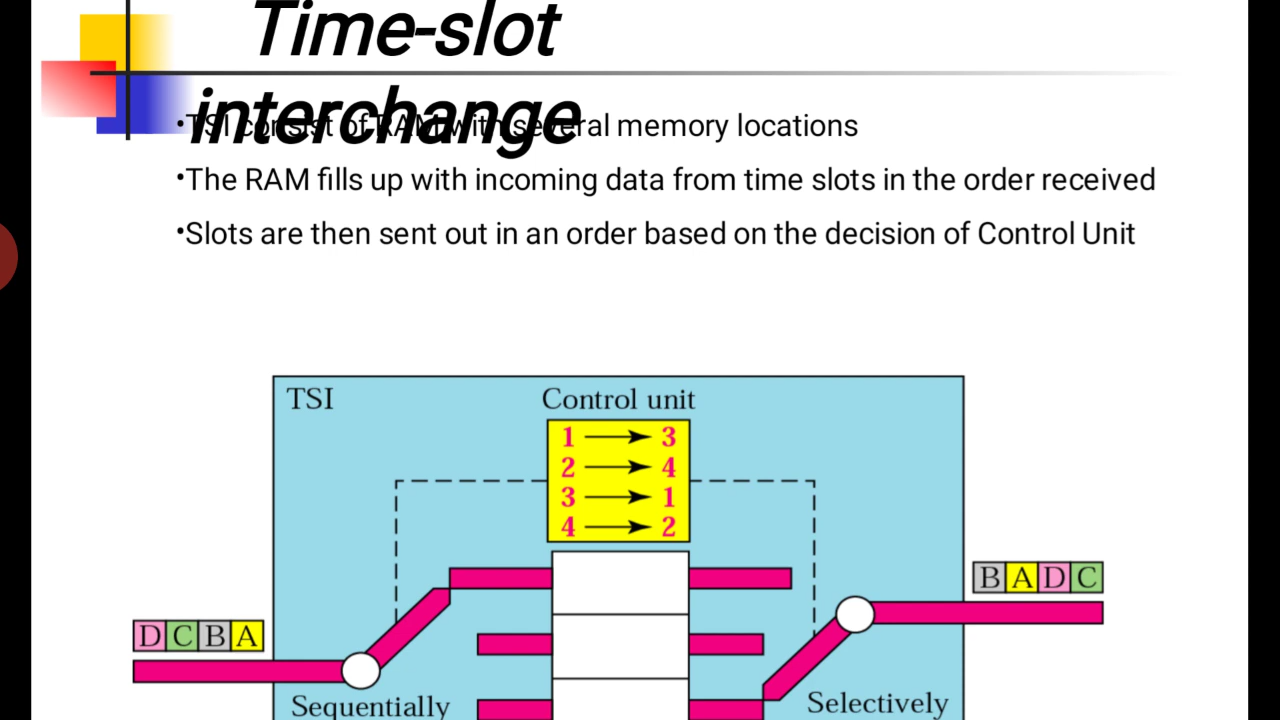 Time-slot
interchange
•TSI consist of RAM with several memory locations
•The RAM fills up with incoming data from time slots in the order received
•Slots are then sent out in an order based on the decision of Control Unit
TSI
Control unit
1 → 3
2 → 4
3 → 1
4 → 2
B A D C
D C B A
Sequentially
Selectively